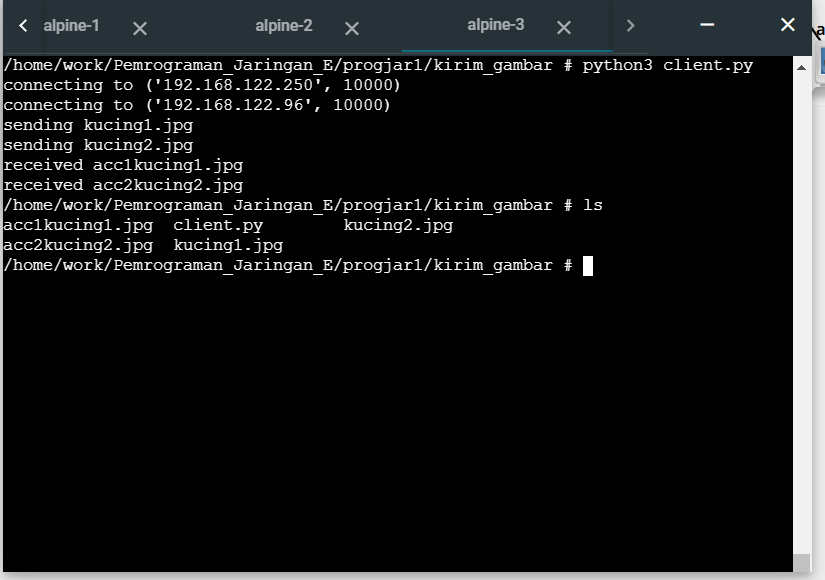 alpine-1 alpine-2 alpine-3
/home/work/Pemrograman_Jaringan_E/progjar1/kirim_gambar # python3 client.py
connecting to ('192.168.122.250', 10000)
connecting to ('192.168.122.96', 10000)
sending kucing1.jpg
sending kucing2.jpg
received acc1kucing1.jpg
received acc2kucing2.jpg
/home/work/Pemrograman_Jaringan_E/progjar1/kirim_gambar # ls
acc1kucing1.jpg  client.py        kucing2.jpg
acc2kucing2.jpg  kucing1.jpg
/home/work/Pemrograman_Jaringan_E/progjar1/kirim_gambar #